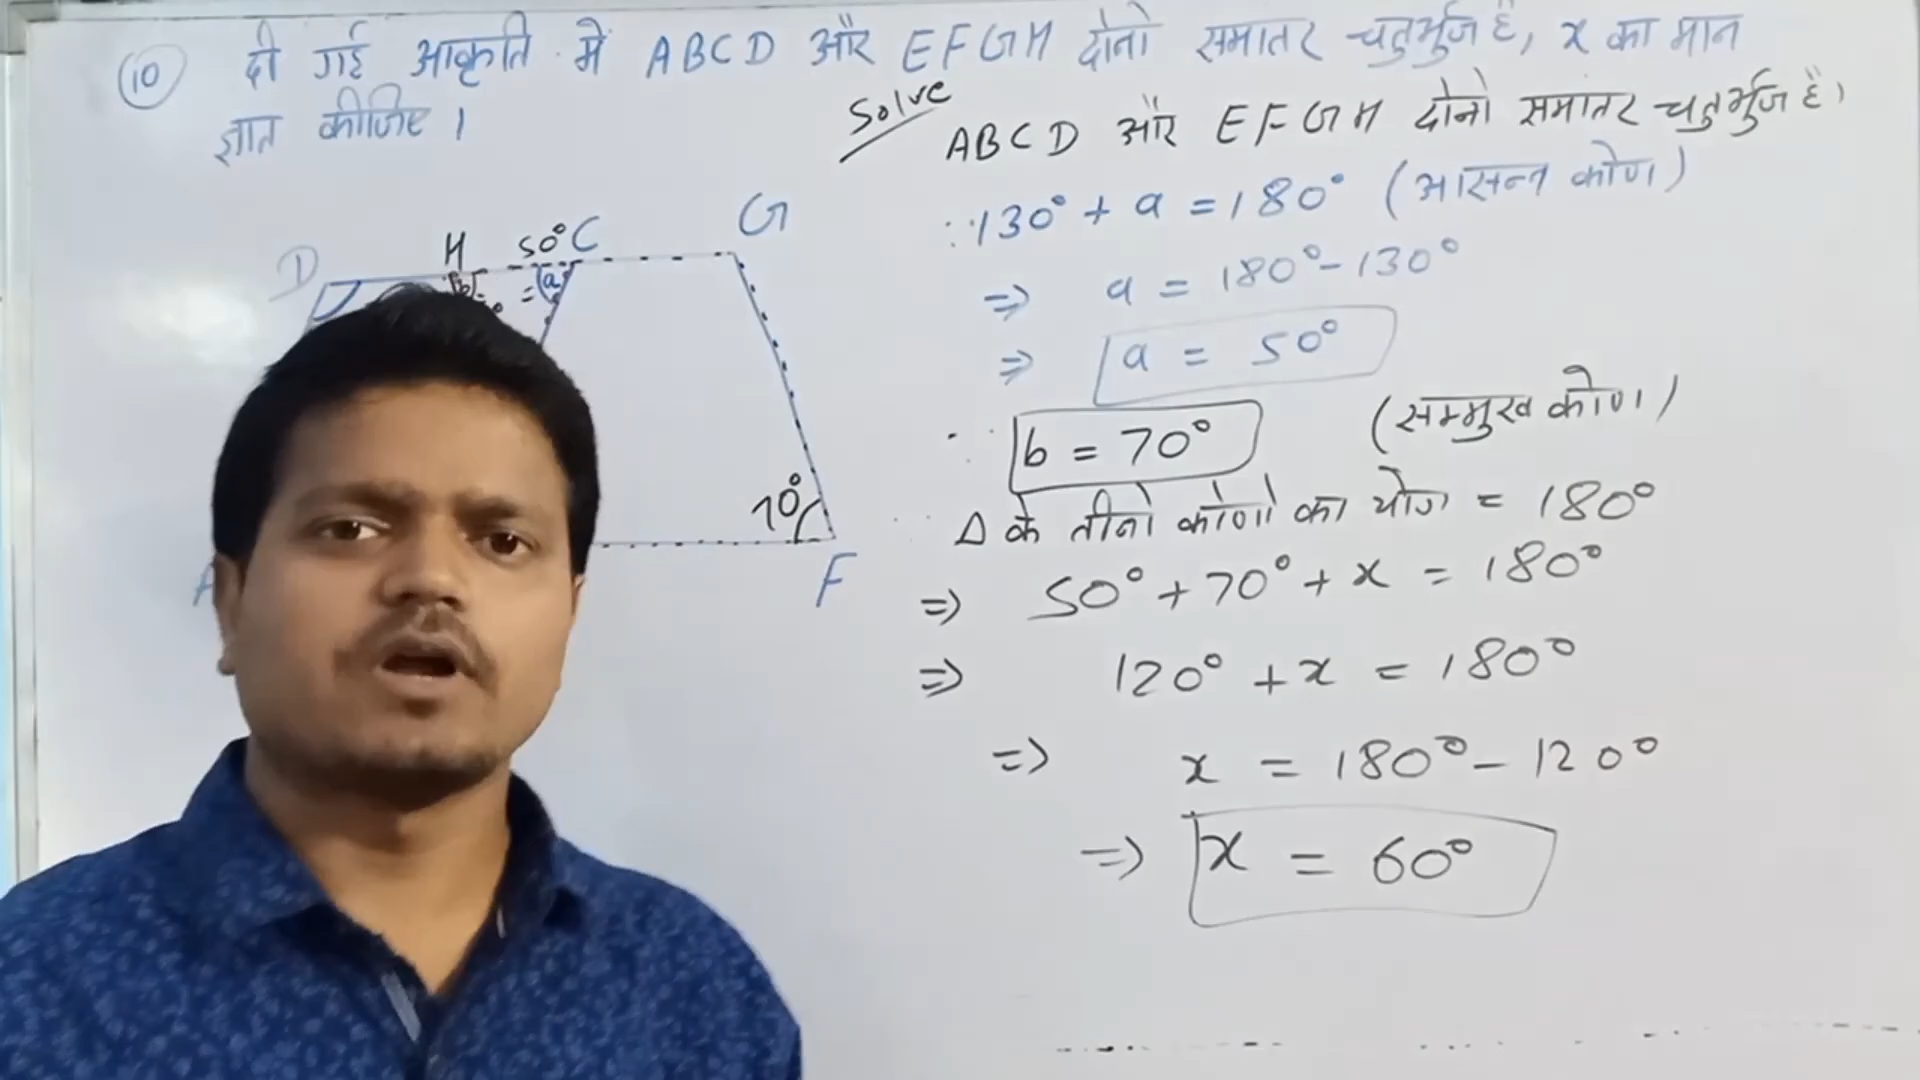 (10) दी गई आकृति में ABCD और EFGH दोनो समातर चतुर्भुज है, x का मान
ज्ञात कीजिए।
Solve
ABCD और EFGH दोनो समातर चतुर्भुज है।
∴ 130° + a = 180° (आसन्न कोण)
⇒ a = 180° - 130°
⇒ a = 50°
b = 70° (सम्मुख कोण)
Δ के तीनो कोणो का योग = 180°
⇒ 50° + 70° + x = 180°
⇒ 120° + x = 180°
⇒ x = 180° - 120°
⇒ x = 60°
D H 50° C G
b a
70°
A F